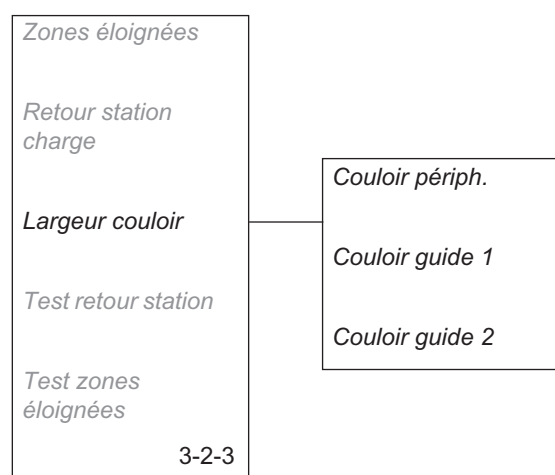 Zones éloignées
Retour station
charge
Largeur couloir
Test retour station
Test zones
éloignées
3-2-3
Couloir périph.
Couloir guide 1
Couloir guide 2